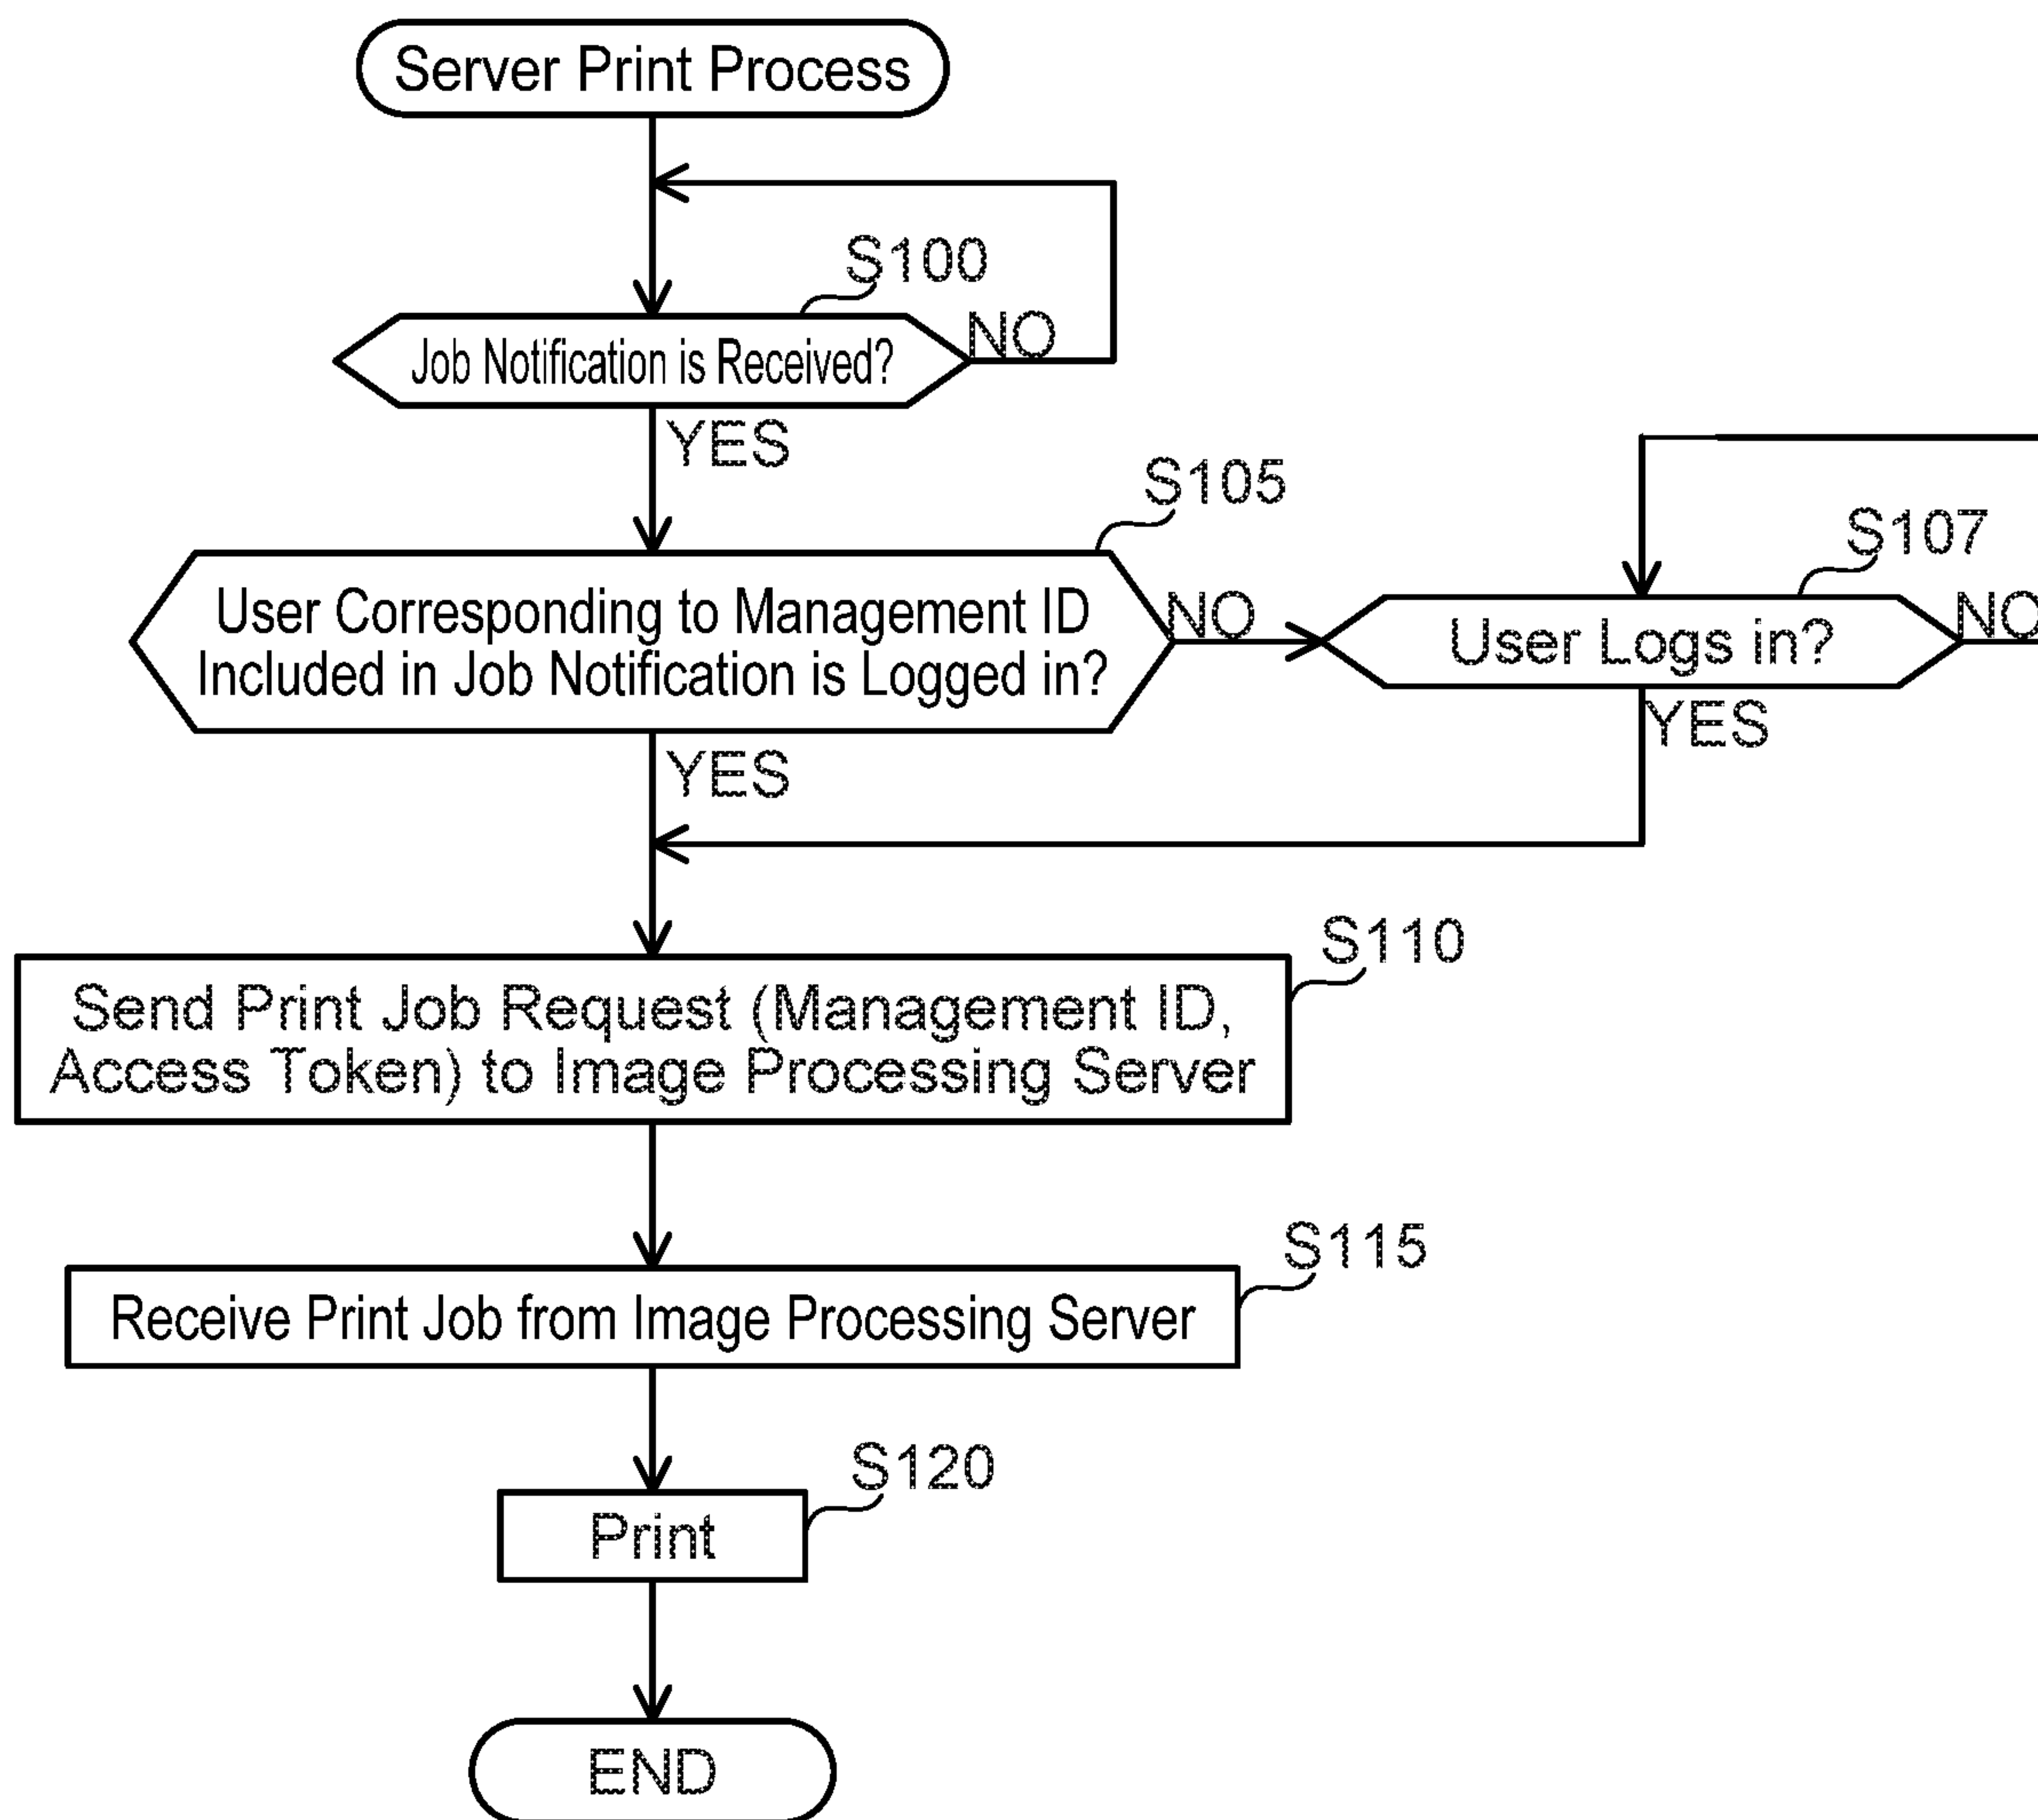 Server Print Process
S100
Job Notification is Received?
NO
YES
S105
User Corresponding to Management ID
Included in Job Notification is Logged in?
NO
S107
User Logs in?
NO
YES
YES
S110
Send Print Job Request (Management ID,
Access Token) to Image Processing Server
S115
Receive Print Job from Image Processing Server
S120
Print
END